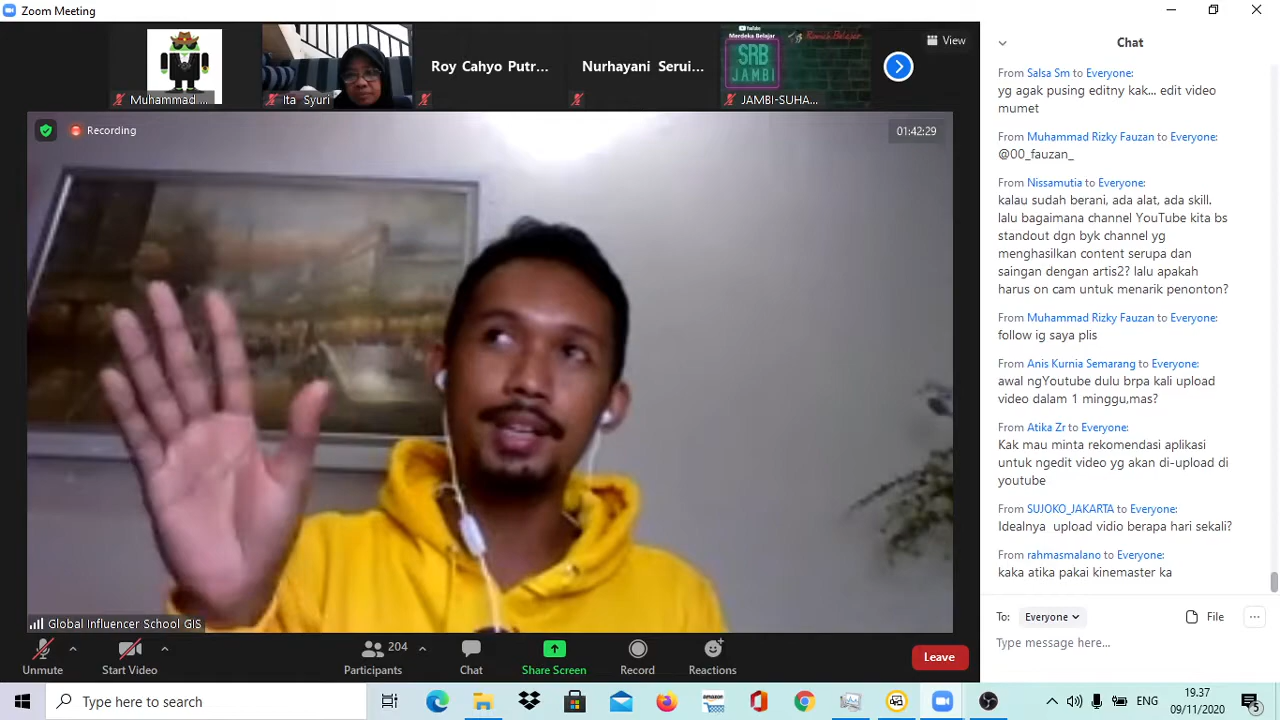 Zoom Meeting
Muhammad ...
Ita Syuri
Roy Cahyo Putr...
Nurhayani Serui...
YouTube
Merdeka Belajar
SRB
JAMBI
Rumah Belajar
JAMBI-SUHA...
View
Recording
01:42:29
Global Influencer School GIS
Unmute
Start Video
204
Participants
Chat
Share Screen
Record
Reactions
Leave
Chat
From Salsa Sm to Everyone:
yg agak pusing editny kak... edit video
mumet
From Muhammad Rizky Fauzan to Everyone:
@00_fauzan_
From Nissamutia to Everyone:
kalau sudah berani, ada alat, ada skill.
lalu bagaimana channel YouTube kita bs
standout dgn byk channel yg
menghasilkan content serupa dan
saingan dengan artis2? lalu apakah
harus on cam untuk menarik penonton?
From Muhammad Rizky Fauzan to Everyone:
follow ig saya plis
From Anis Kurnia Semarang to Everyone:
awal ngYoutube dulu brpa kali upload
video dalam 1 minggu,mas?
From Atika Zr to Everyone:
Kak mau minta rekomendasi aplikasi
untuk ngedit video yg akan di-upload di
youtube
From SUJOKO_JAKARTA to Everyone:
Idealnya upload vidio berapa hari sekali?
From rahmasmalano to Everyone:
kaka atika pakai kinemaster ka
To: Everyone
File
Type message here...
Type here to search
amazon
ENG
19:37
09/11/2020
5